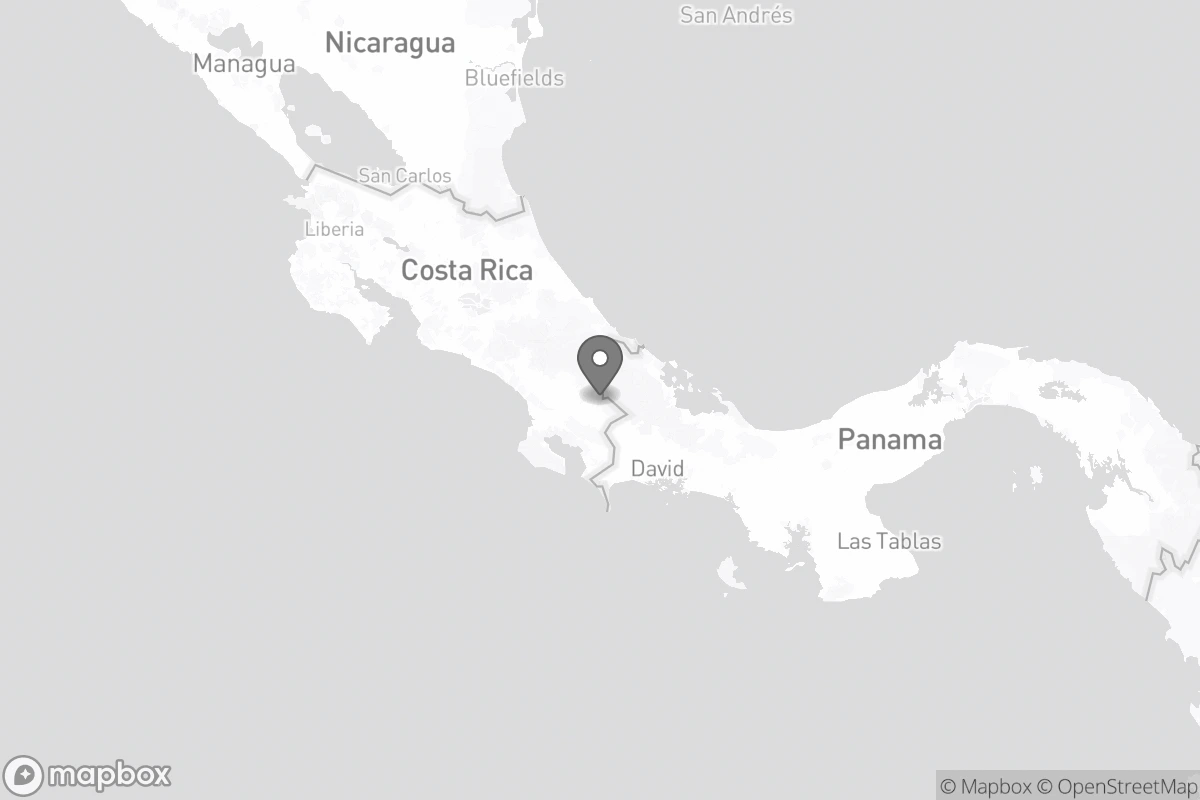 San Andrés
Nicaragua
Managua
Bluefields
San Carlos
Liberia
Costa Rica
Panama
David
Las Tablas
mapbox
© Mapbox © OpenStreetMap